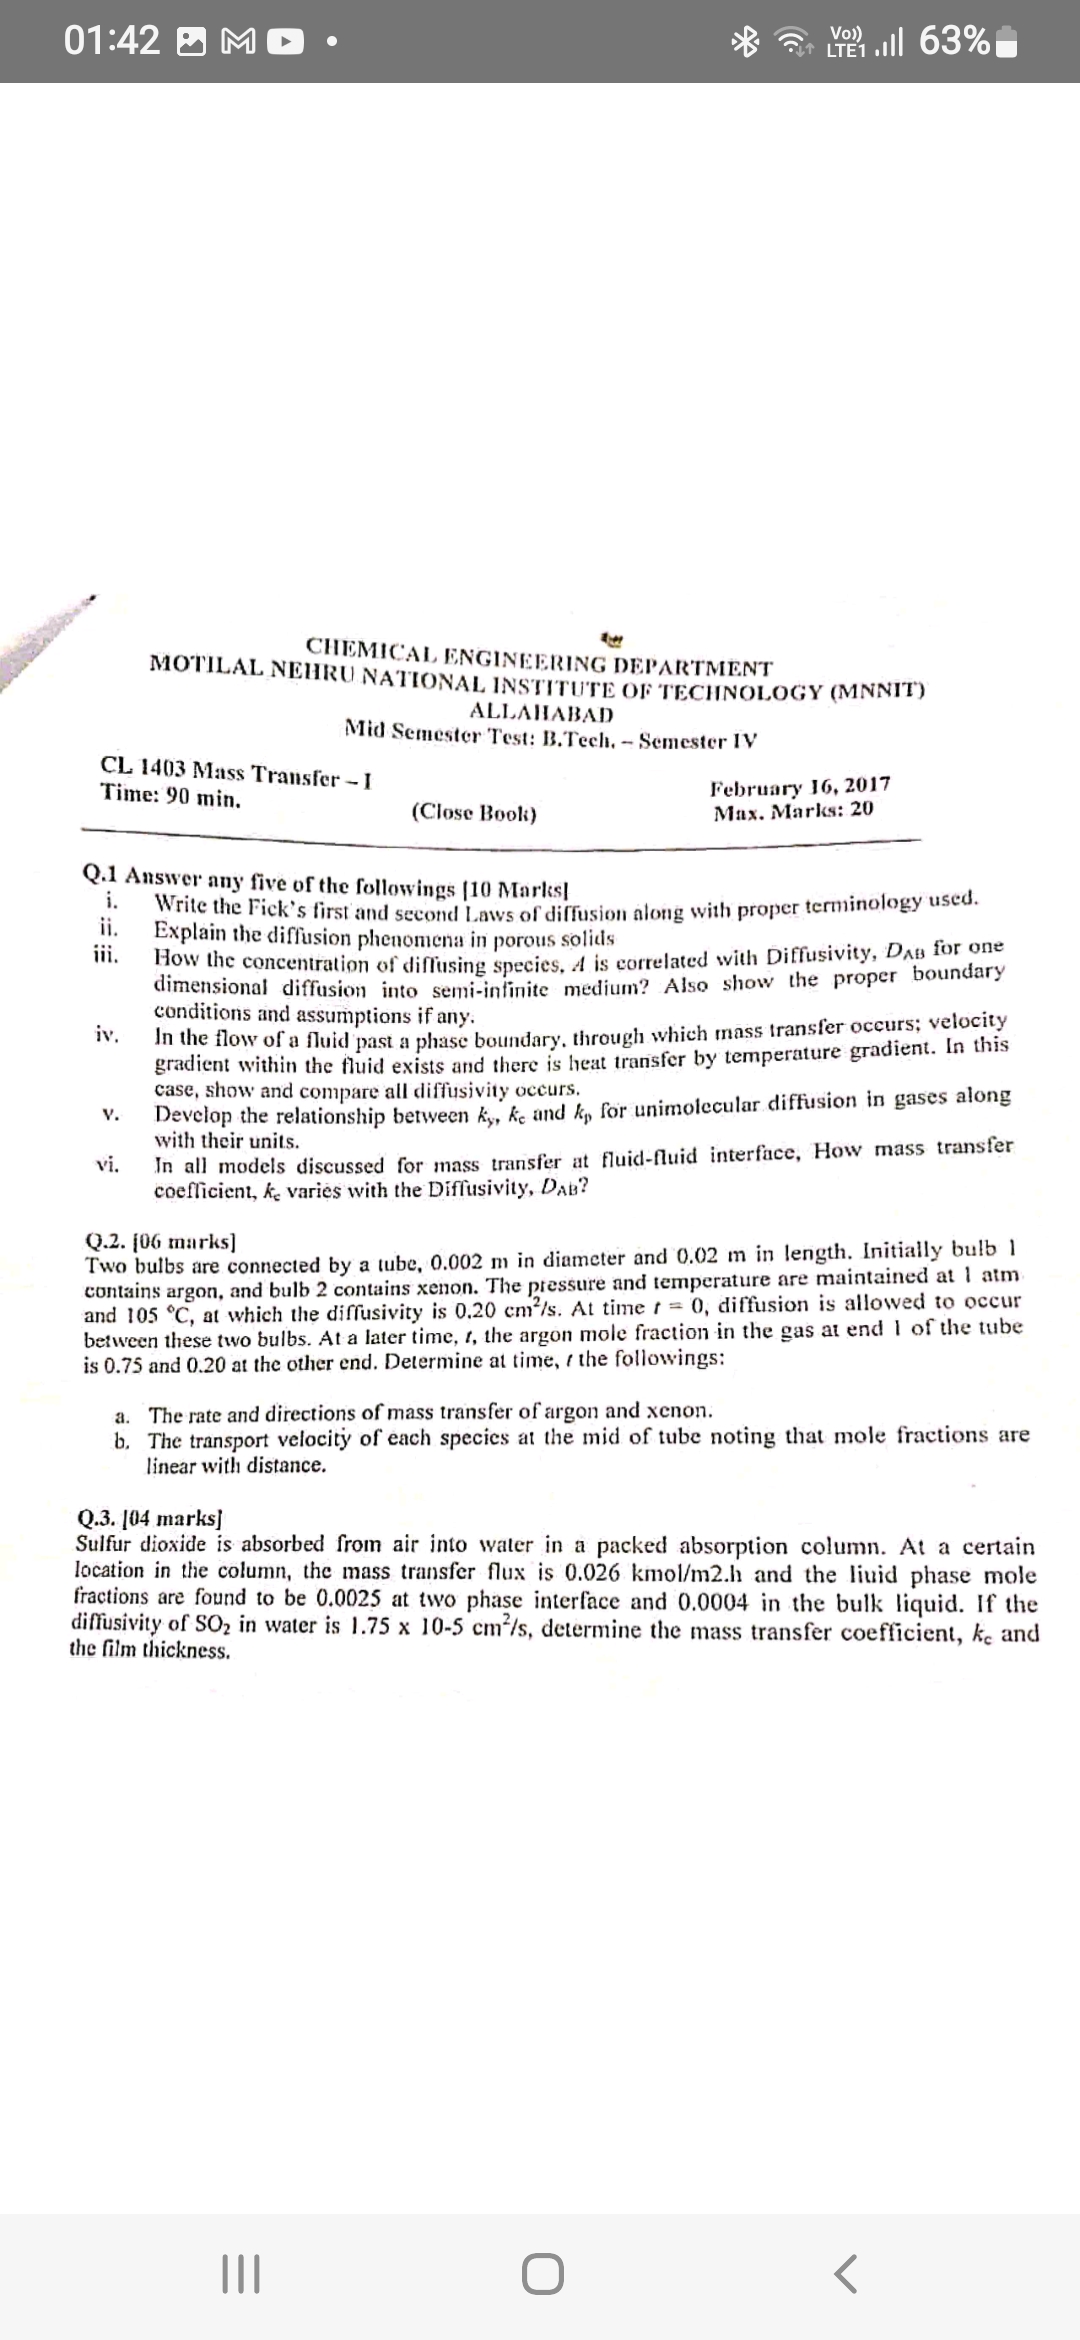 01:42
Vo))
LTE1
63%
CHEMICAL ENGINEERING DEPARTMENT
MOTILAL NEHRU NATIONAL INSTITUTE OF TECHNOLOGY (MNNIT)
ALLAHABAD
Mid Semester Test: B.Tech. – Semester IV
CL 1403 Mass Transfer – I
February 16, 2017
Time: 90 min.
(Close Book)
Max. Marks: 20
Q.1 Answer any five of the followings [10 Marks]
i. Write the Fick's first and second Laws of diffusion along with proper terminology used.
ii. Explain the diffusion phenomena in porous solids
iii. How the concentration of diffusing species, A is correlated with Diffusivity, DAB for one
dimensional diffusion into semi-infinite medium? Also show the proper boundary
conditions and assumptions if any.
iv. In the flow of a fluid past a phase boundary, through which mass transfer occurs; velocity
gradient within the fluid exists and there is heat transfer by temperature gradient. In this
case, show and compare all diffusivity occurs.
v. Develop the relationship between ky, kc and kp for unimolecular diffusion in gases along
with their units.
vi. In all models discussed for mass transfer at fluid-fluid interface, How mass transfer
coefficient, kc varies with the Diffusivity, DAB?
Q.2. [06 marks]
Two bulbs are connected by a tube, 0.002 m in diameter and 0.02 m in length. Initially bulb 1
contains argon, and bulb 2 contains xenon. The pressure and temperature are maintained at 1 atm
and 105 °C, at which the diffusivity is 0.20 cm²/s. At time t = 0, diffusion is allowed to occur
between these two bulbs. At a later time, t, the argon mole fraction in the gas at end 1 of the tube
is 0.75 and 0.20 at the other end. Determine at time, t the followings:
a. The rate and directions of mass transfer of argon and xenon.
b. The transport velocity of each species at the mid of tube noting that mole fractions are
linear with distance.
Q.3. [04 marks]
Sulfur dioxide is absorbed from air into water in a packed absorption column. At a certain
location in the column, the mass transfer flux is 0.026 kmol/m2.h and the liuid phase mole
fractions are found to be 0.0025 at two phase interface and 0.0004 in the bulk liquid. If the
diffusivity of SO₂ in water is 1.75 x 10-5 cm²/s, determine the mass transfer coefficient, kc and
the film thickness.